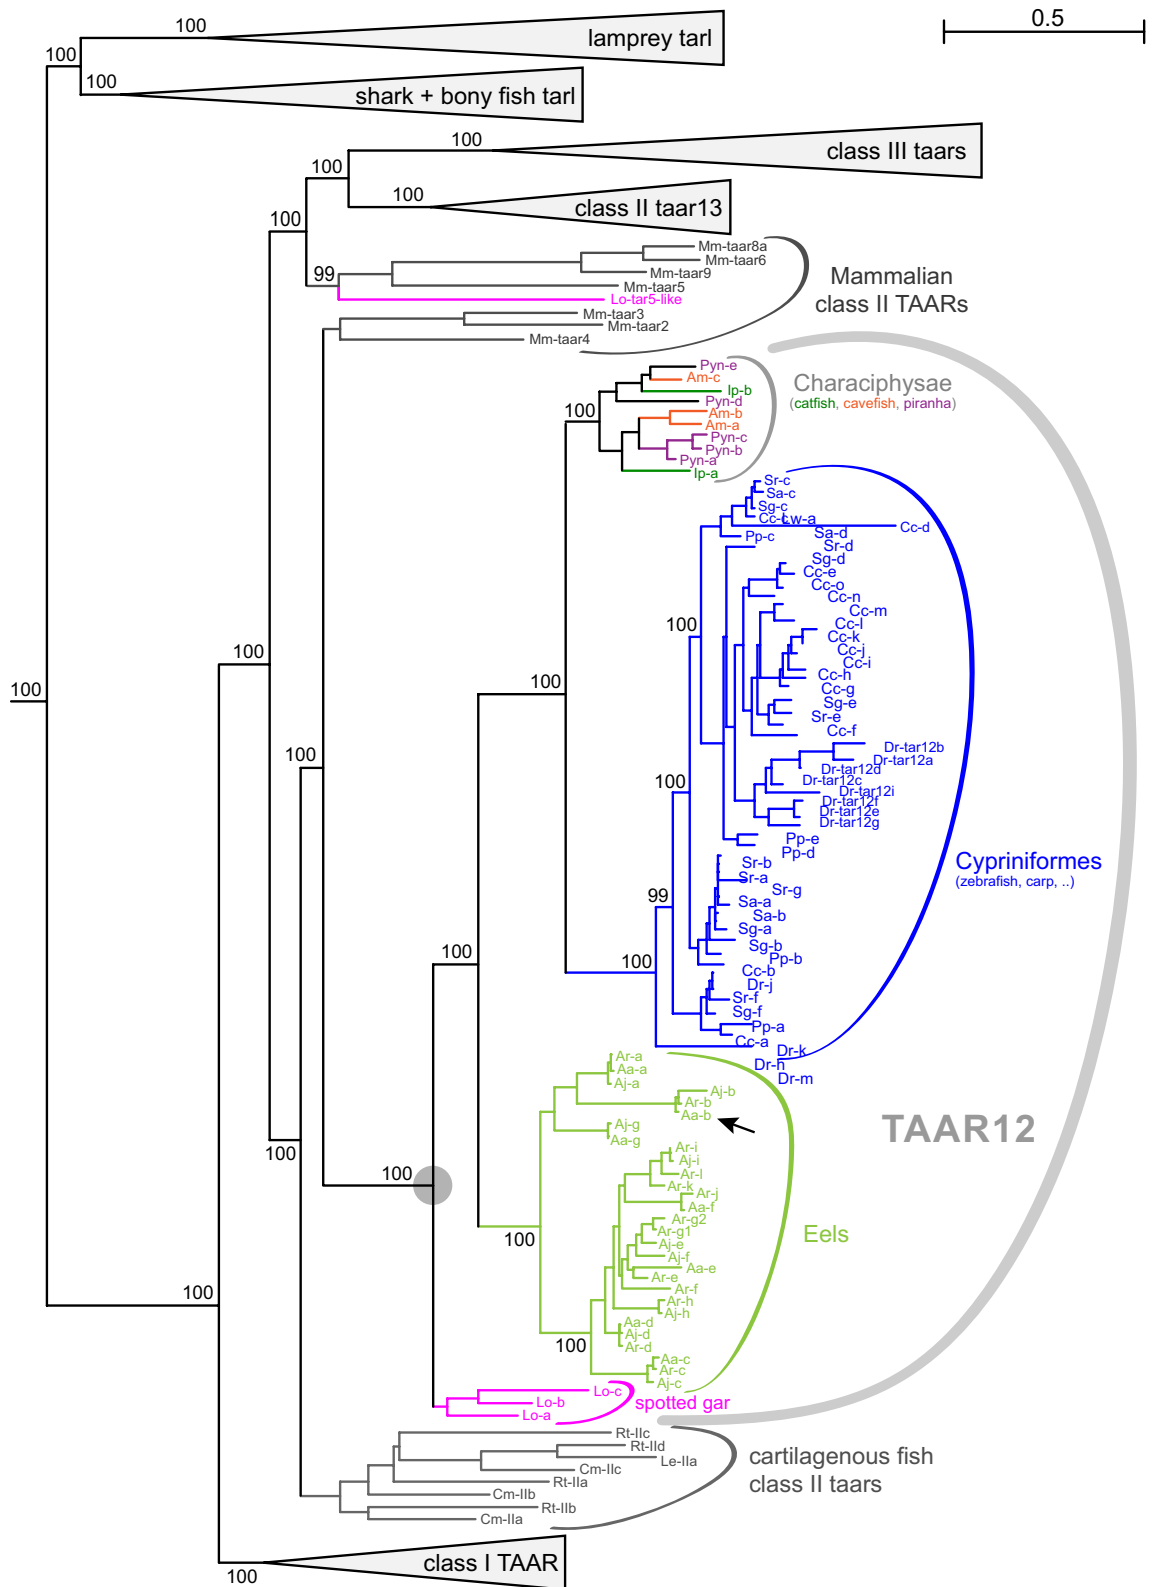 0.5
100
lamprey tarl
100
100
shark + bony fish tarl
100
class III taars
100
100
class II taar13
100
Mm-taar8a
Mm-taar6
Mm-taar9
99
Mm-taar5
Lo-tar5-like
Mammalian
class II TAARs
Mm-taar3
Mm-taar2
Mm-taar4
Pyn-e
Am-c
Ip-b
Pyn-d
Characiphysae
(catfish, cavefish, piranha)
100
Am-b
Am-a
Pyn-c
Pyn-b
Pyn-a
Ip-a
Sr-c
Sa-c
Sg-c
Lw-a
Cc-d
Sa-d
Pp-c
Sr-d
Sg-d
Cc-e
Cc-o
Cc-n
Cc-m
Cc-l
100
Cc-k
Cc-j
Cc-i
Cc-h
100
Cc-g
100
Sg-e
Sr-e
Cc-f
100
Dr-tar12b
Dr-tar12a
Dr-tar12d
100
Dr-tar12c
Dr-tar12i
Dr-tar12f
Dr-tar12e
Dr-tar12g
Pp-e
Pp-d
Sr-b
Cypriniformes
(zebrafish, carp, ..)
Sr-a
Sr-g
99
Sa-a
Sa-b
Sg-a
Sg-b
100
100
Pp-b
Cc-b
Dr-j
Sr-f
Sg-f
Pp-a
Cc-a
Dr-k
Dr-h
Dr-m
Ar-a
Aa-a
Aj-a
Aj-b
Ar-b
Aa-b
Aj-g
Aa-g
TAAR12
100
Ar-i
Aj-i
100
Ar-l
Ar-k
Ar-j
Aa-f
Ar-g2
Ar-g1
100
Eels
Aj-e
Aj-f
Aa-e
Ar-e
Ar-f
100
Ar-h
Aj-h
Aa-d
Aj-d
Ar-d
100
Aa-c
Ar-c
Aj-c
Lo-c
Lo-b
Lo-a
spotted gar
Rt-IIc
Rt-IId
Le-IIa
Cm-IIc
Rt-IIa
Cm-IIb
Rt-IIb
Cm-IIa
cartilagenous fish
class II taars
class I TAAR
100